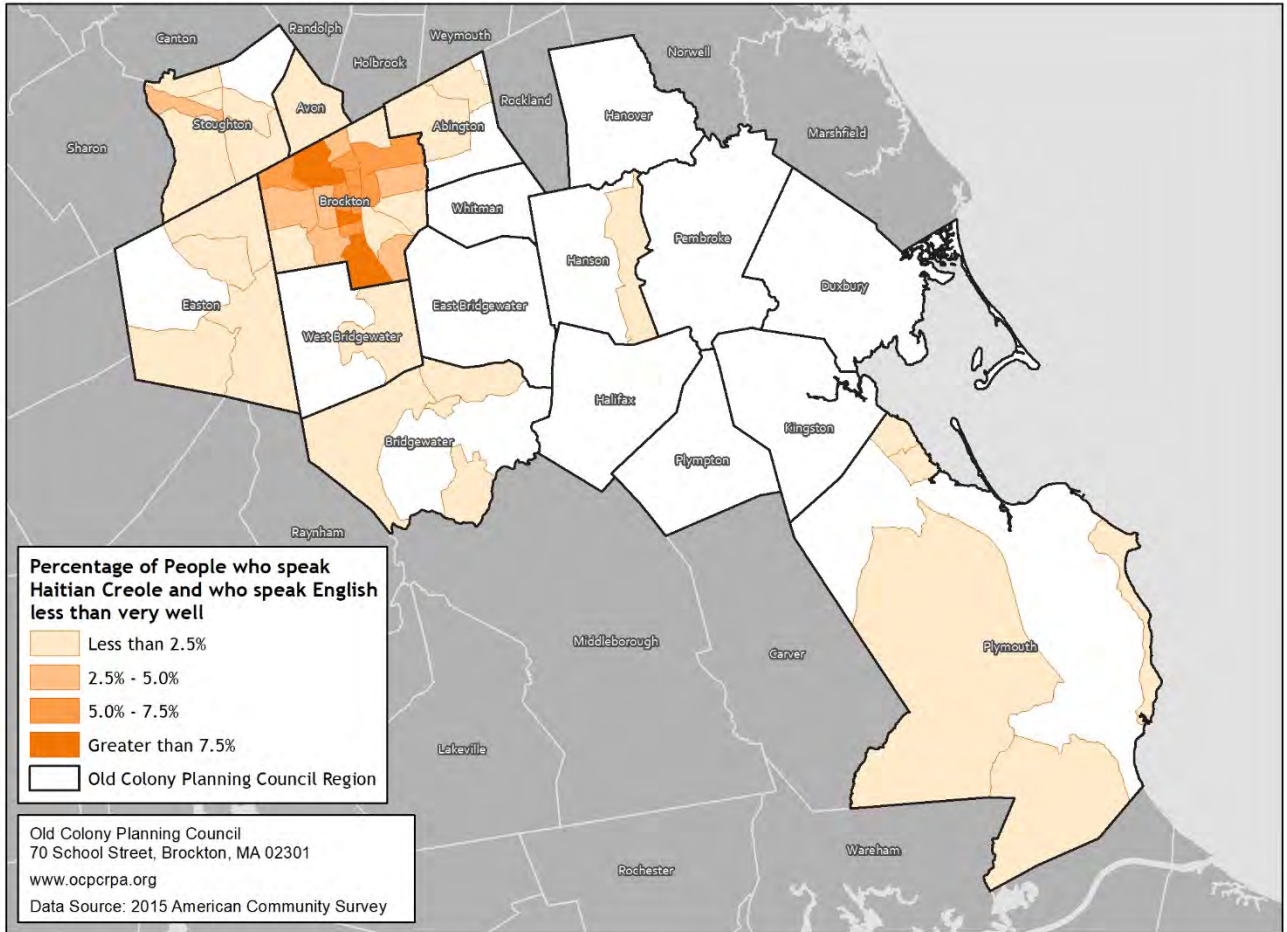 Canton
Randolph
Weymouth
Holbrook
Norwell
Rockland
Avon
Hanover
Stoughton
Abington
Marshfield
Sharon
Brockton
Whitman
Pembroke
Hanson
Duxbury
Easton
East Bridgewater
West Bridgewater
Halifax
Kingston
Bridgewater
Plympton
Raynham
Middleborough
Carver
Plymouth
Lakeville
Wareham
Rochester
Percentage of People who speak
Haitian Creole and who speak English
less than very well
Less than 2.5%
2.5% - 5.0%
5.0% - 7.5%
Greater than 7.5%
Old Colony Planning Council Region
Old Colony Planning Council
70 School Street, Brockton, MA 02301
www.ocpcrpa.org
Data Source: 2015 American Community Survey